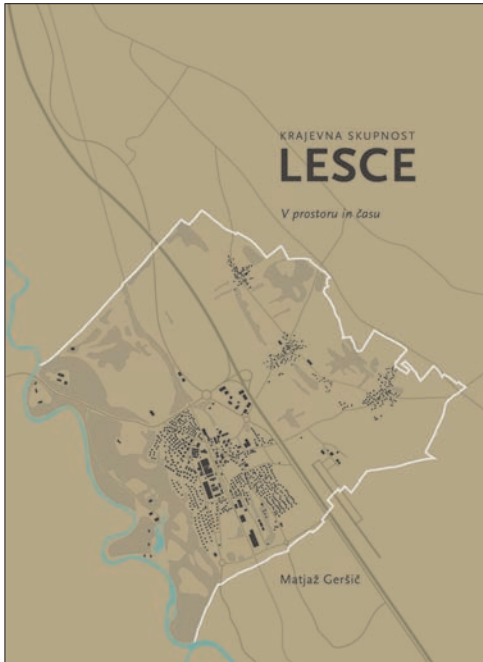 KRAJEVNA SKUPNOST
LESCE
V prostoru in času
Matjaž Geršič